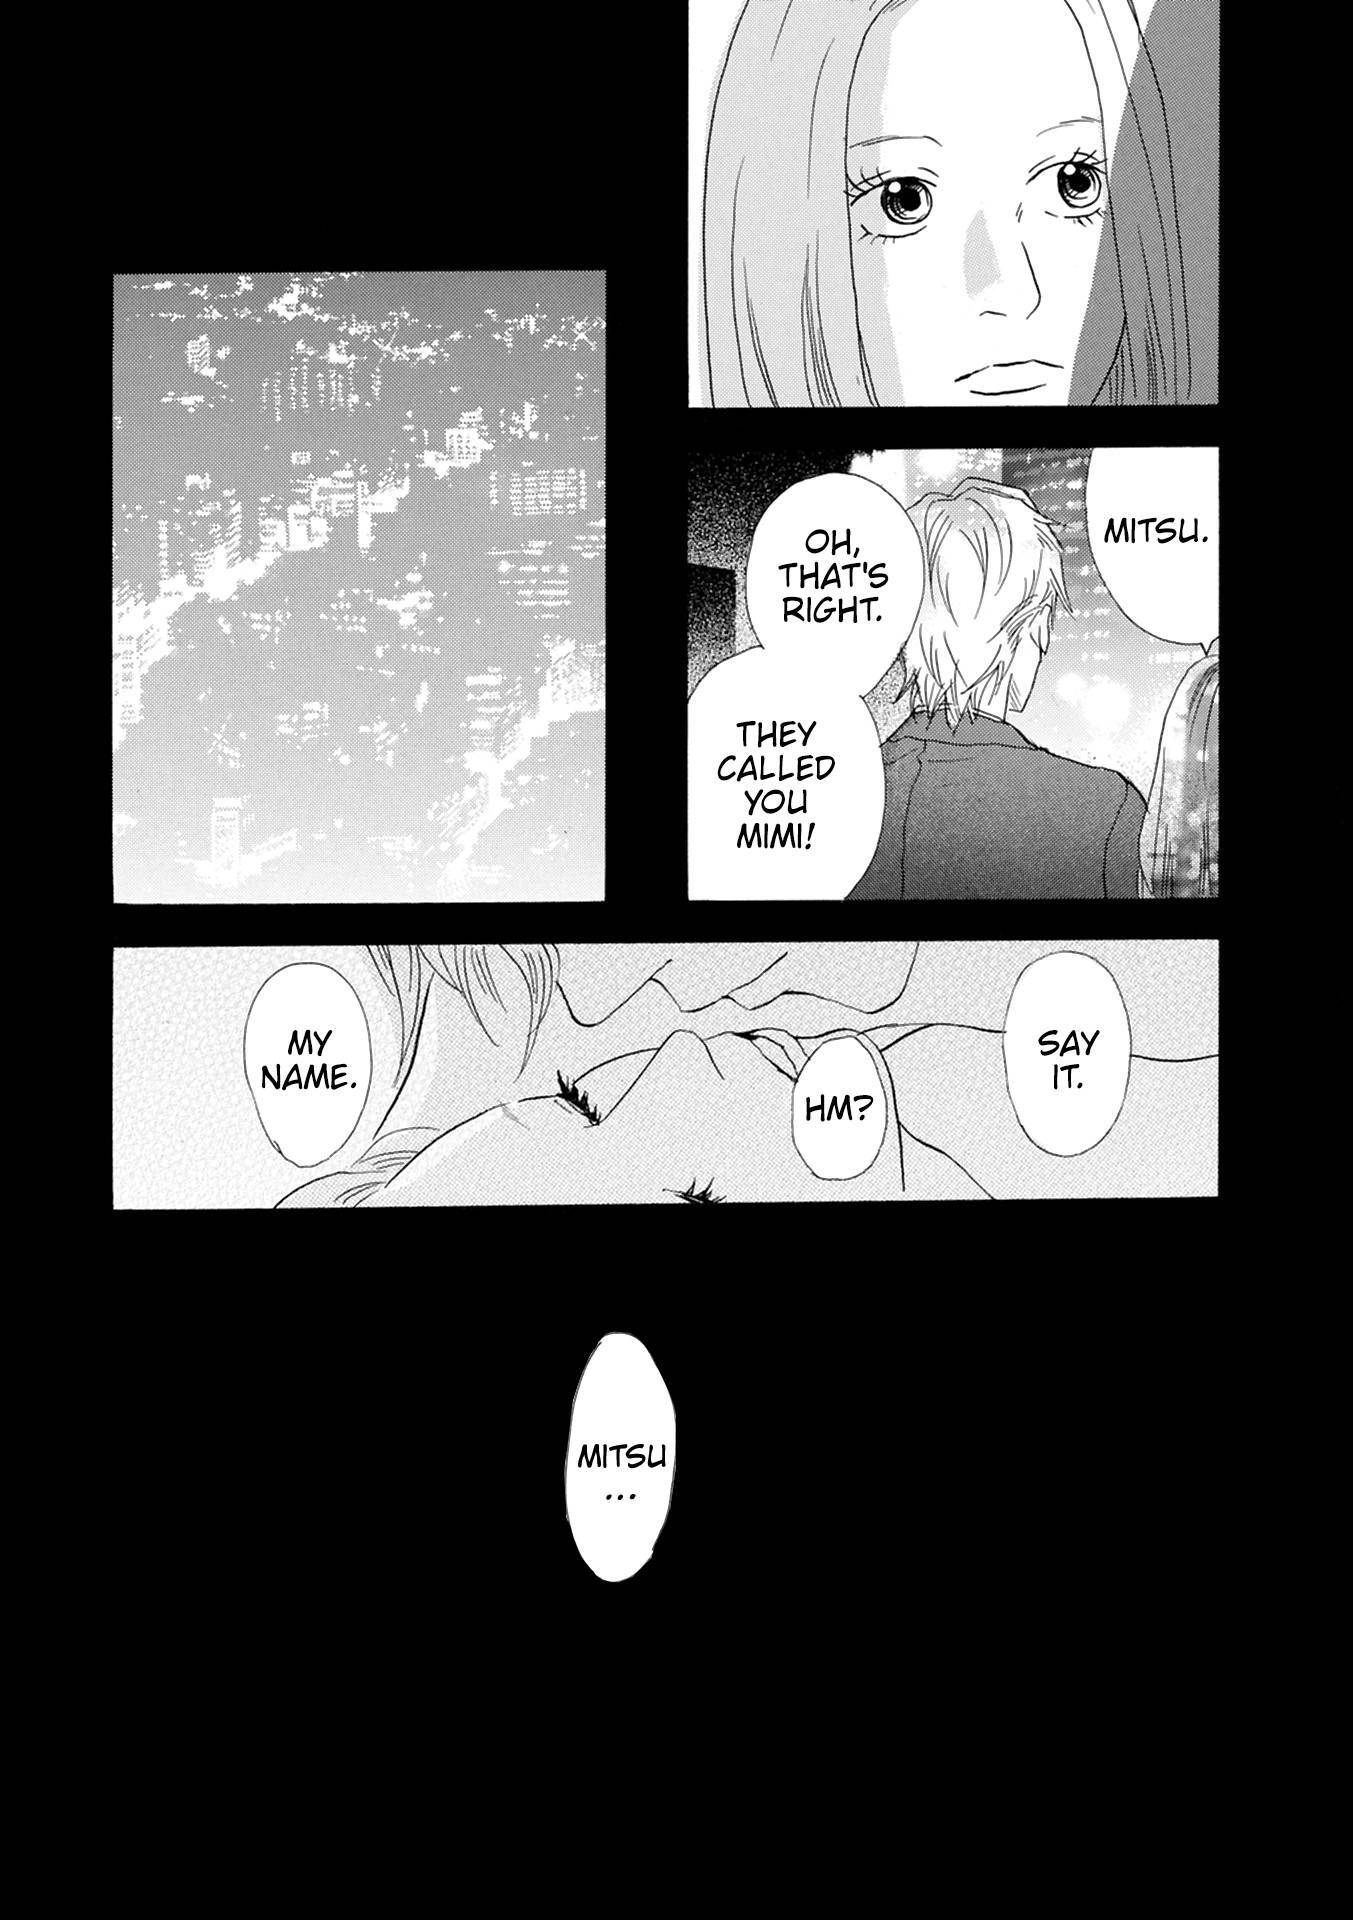 MITSU.
OH,
THAT'S
RIGHT.
THEY
CALLED
YOU
MIMI!
SAY
IT.
HM?
MY
NAME.
MITSU
...